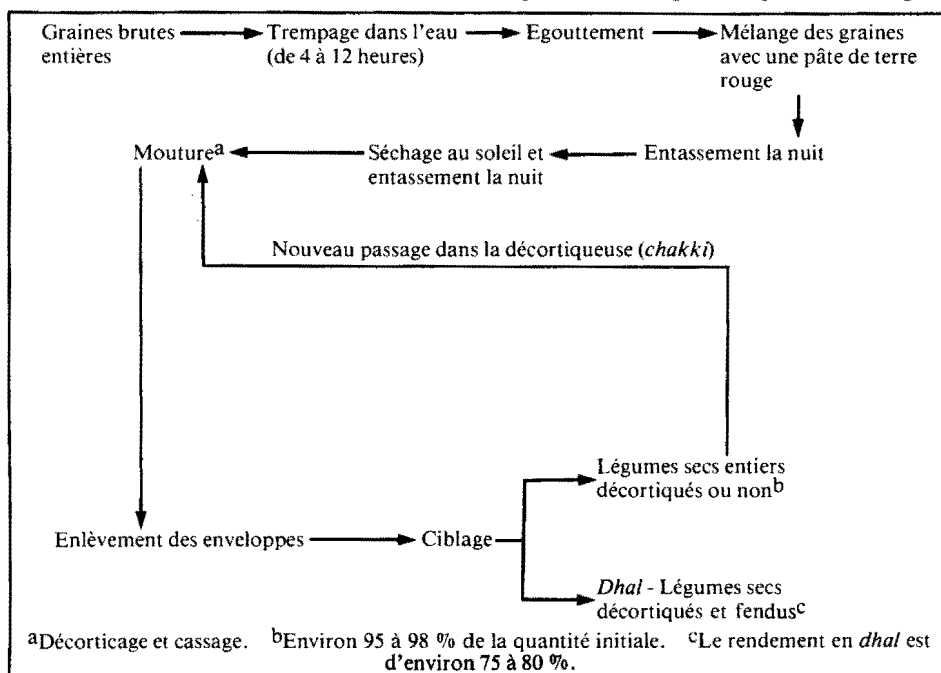 Graines brutes entières
Trempage dans l'eau
(de 4 à 12 heures)
Egouttement
Mélange des graines
avec une pâte de terre
rouge
Entassement la nuit
Séchage au soleil et
entassement la nuit
Mouture a
Nouveau passage dans la décortiqueuse (chakki)
Légumes secs entiers
décortiqués ou non b
Enlèvement des enveloppes
Ciblage
Dhal - Légumes secs
décortiqués et fendus c
a Décorticage et cassage. b Environ 95 à 98 % de la quantité initiale. c Le rendement en dhal est
d'environ 75 à 80 %.